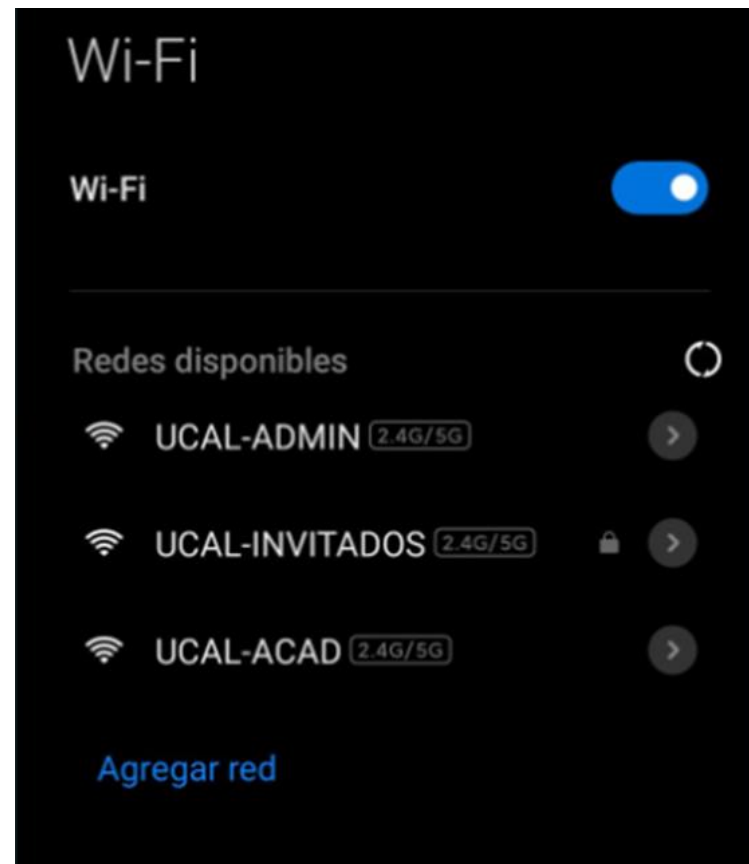 Wi-Fi
Wi-Fi
Redes disponibles
UCAL-ADMIN 2.4G/5G
UCAL-INVITADOS 2.4G/5G
UCAL-ACAD 2.4G/5G
Agregar red